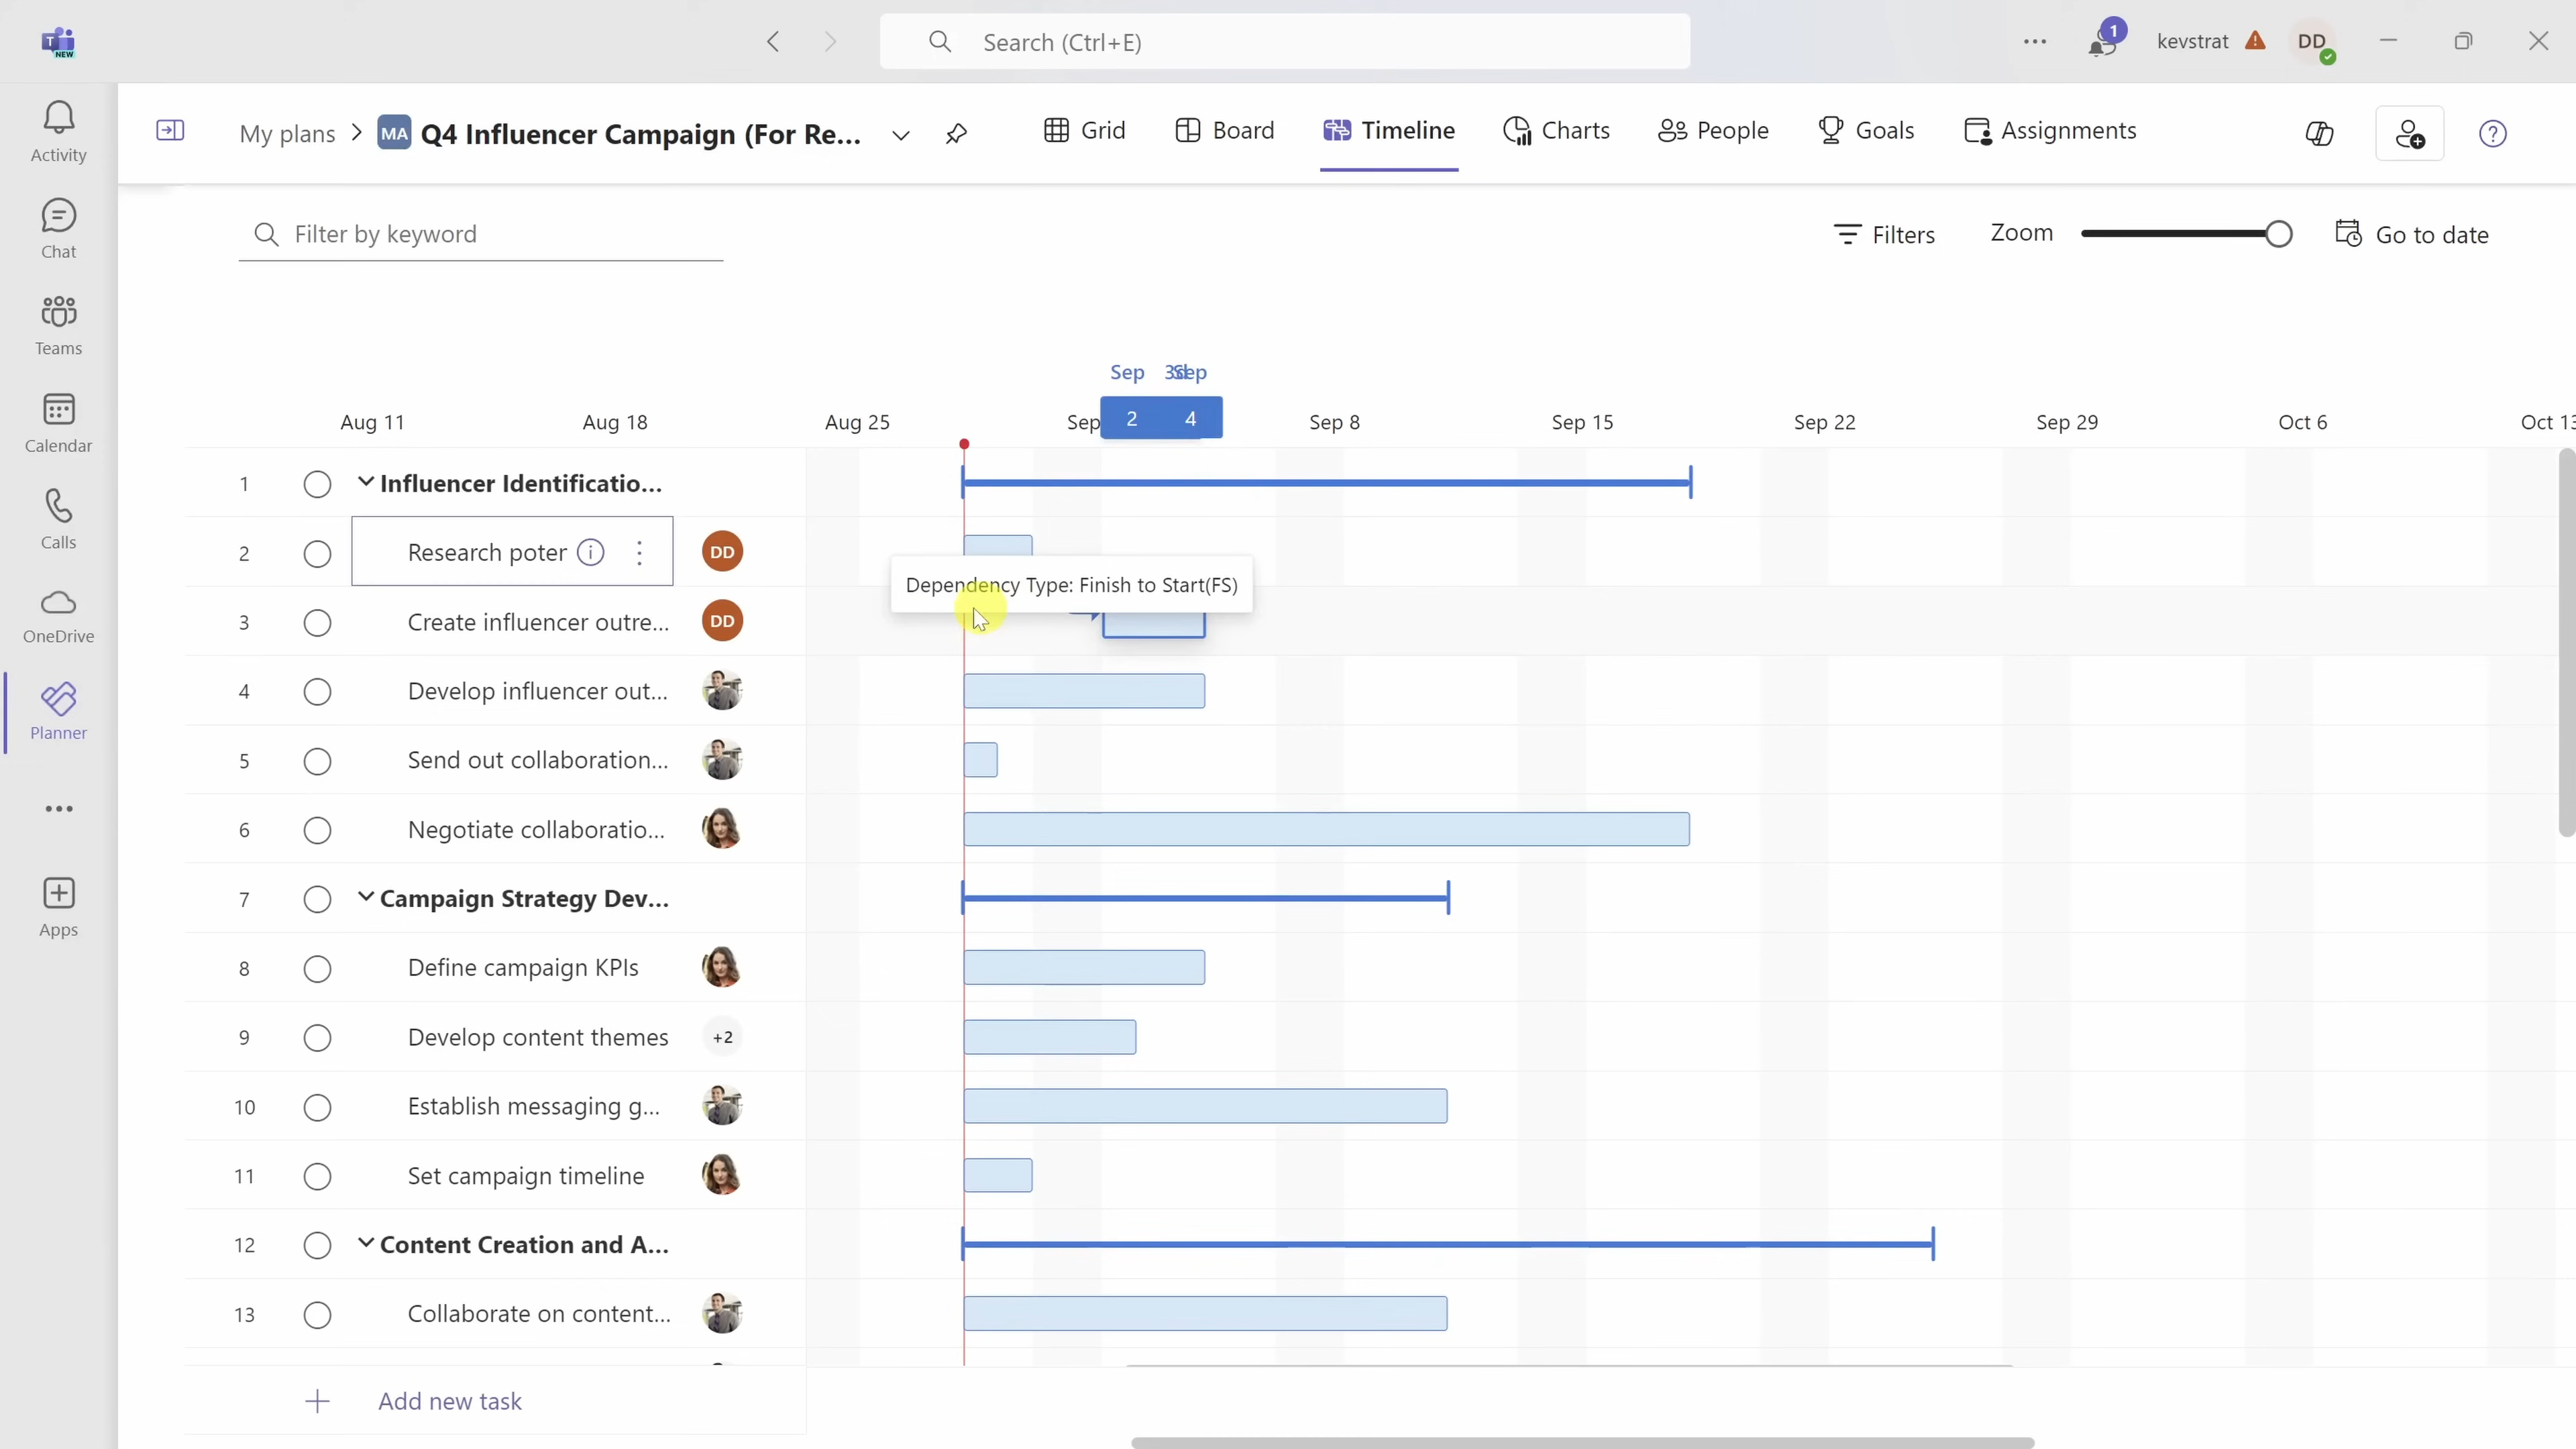 T NEW
Search (Ctrl+E)
1
kevstrat
DD
Activity
Chat
Teams
Calendar
Calls
OneDrive
Planner
Apps
My plans
MA
Q4 Influencer Campaign (For Re...
Grid
Board
Timeline
Charts
People
Goals
Assignments
Filter by keyword
Filters
Zoom
Go to date
Sep 3d Sep
Aug 11
Aug 18
Aug 25
Sep
2
4
Sep 8
Sep 15
Sep 22
Sep 29
Oct 6
Oct 13
1 Influencer Identificatio...
2 Research poter DD
Dependency Type: Finish to Start(FS)
3 Create influencer outre... DD
4 Develop influencer out...
5 Send out collaboration...
6 Negotiate collaboratio...
7 Campaign Strategy Dev...
8 Define campaign KPIs
9 Develop content themes +2
10 Establish messaging g...
11 Set campaign timeline
12 Content Creation and A...
13 Collaborate on content...
Add new task